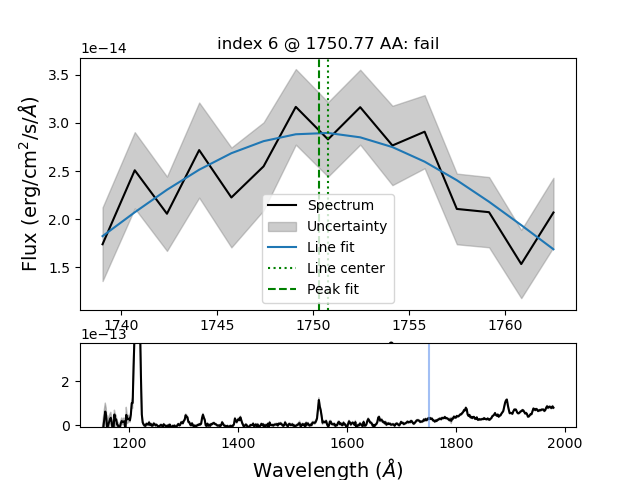 index 6 @ 1750.77 AA: fail
1e−14
3.5
3.0
2.5
2.0
1.5
Flux (erg/cm²/s/Å)
Spectrum
Uncertainty
Line fit
Line center
Peak fit
1740 1745 1750 1755 1760
1e−13
2
0
1200 1400 1600 1800 2000
Wavelength (Å)